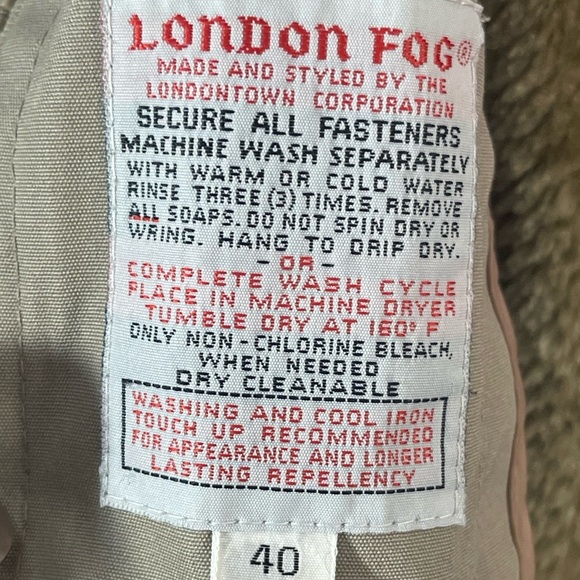 LONDON FOG®
MADE AND STYLED BY THE
LONDONTOWN CORPORATION
SECURE ALL FASTENERS
MACHINE WASH SEPARATELY
WITH WARM OR COLD WATER
RINSE THREE (3) TIMES. REMOVE
ALL SOAPS. DO NOT SPIN DRY OR
WRING. HANG TO DRIP DRY.
- OR -
COMPLETE WASH CYCLE
PLACE IN MACHINE DRYER
TUMBLE DRY AT 160° F
ONLY NON-CHLORINE BLEACH,
WHEN NEEDED
DRY CLEANABLE
WASHING AND COOL IRON
TOUCH UP RECOMMENDED
FOR APPEARANCE AND LONGER
LASTING REPELLENCY
40